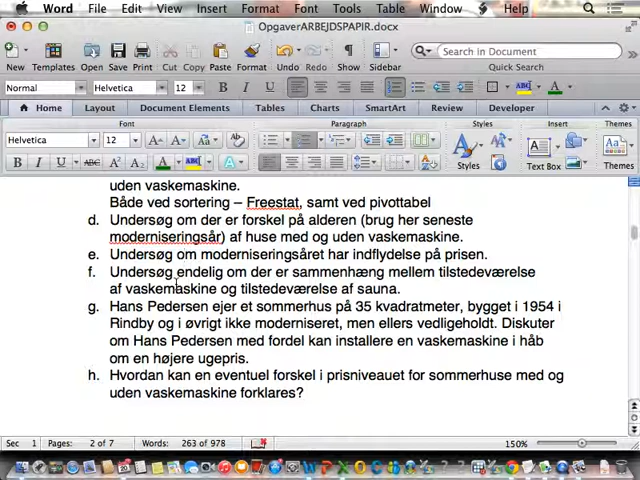 Word File Edit View Insert Format Font Tools Table Window Help
OpgaverARBEJDSPAPIR.docx
Search in Document
New Templates Open Save Print Undo Redo Copy Paste Format Show Sidebar Quick Search
Normal Helvetica 12 B I U
Home Layout Document Elements Tables Charts SmartArt Review Developer
Font Paragraph Styles Insert Themes
Helvetica 12 A A Aa
B I U ABC A A A ABC A Styles Text Box Themes
uden vaskemaskine.
Både ved sortering – Freestat, samt ved pivottabel
d. Undersøg om der er forskel på alderen (brug her seneste
moderniseringsår) af huse med og uden vaskemaskine.
e. Undersøg om moderniseringsåret har indflydelse på prisen.
f. Undersøg endelig om der er sammenhæng mellem tilstedeværelse
af vaskemaskine og tilstedeværelse af sauna.
g. Hans Pedersen ejer et sommerhus på 35 kvadratmeter, bygget i 1954 i
Rindby og i øvrigt ikke moderniseret, men ellers vedligeholdt. Diskuter
om Hans Pedersen med fordel kan installere en vaskemaskine i håb
om en højere ugepris.
h. Hvordan kan en eventuel forskel i prisniveauet for sommerhuse med og
uden vaskemaskine forklares?
Sec 1 Pages: 2 of 7 Words: 263 of 978 150%